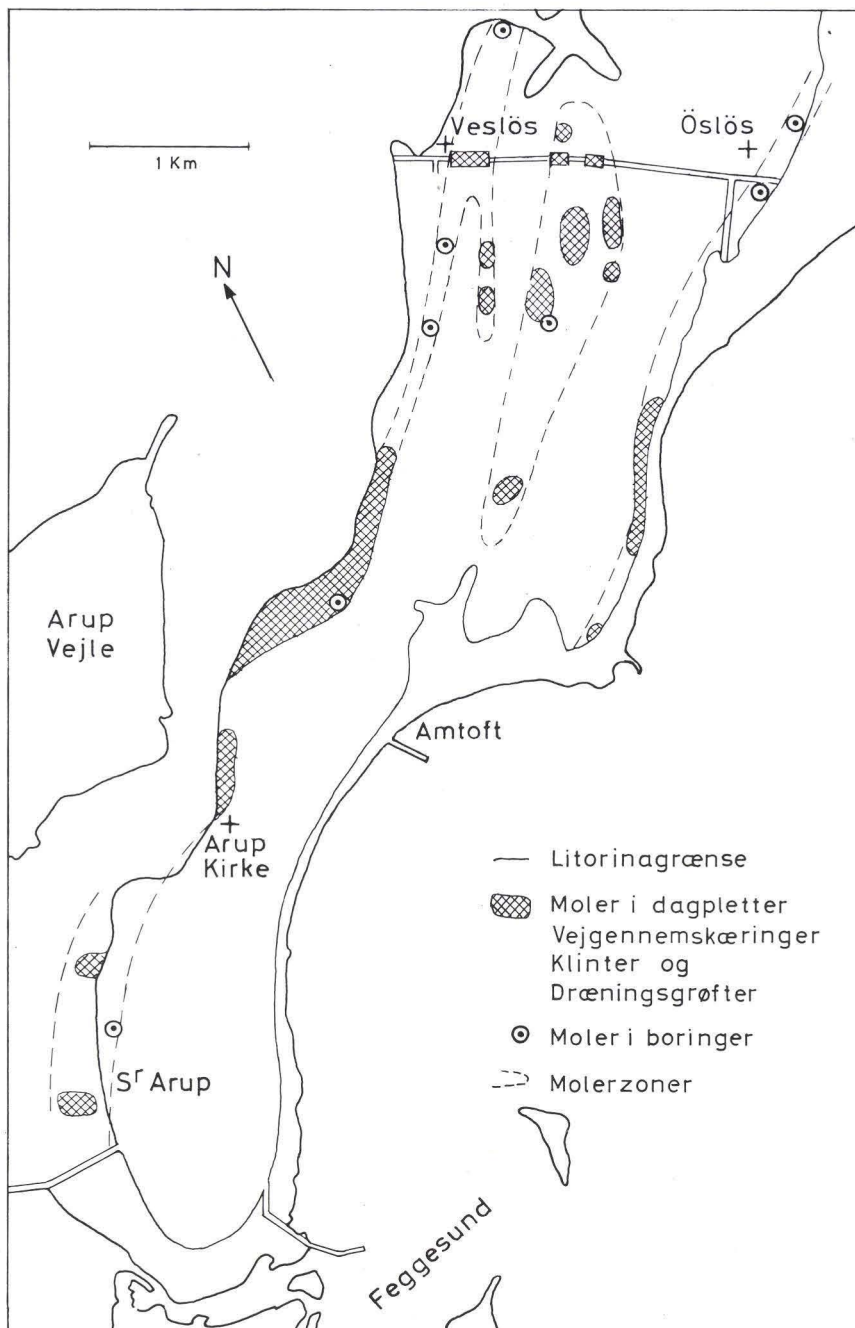 Veslös
Öslös
1 Km
N
Arup
Vejle
Amtoft
Arup
Kirke
Litorinagrænse
Moler i dagpletter
Vejgennemskæringer
Klinter og
Dræningsgrøfter
Moler i boringer
Molerzoner
Sr Arup
Feggesund